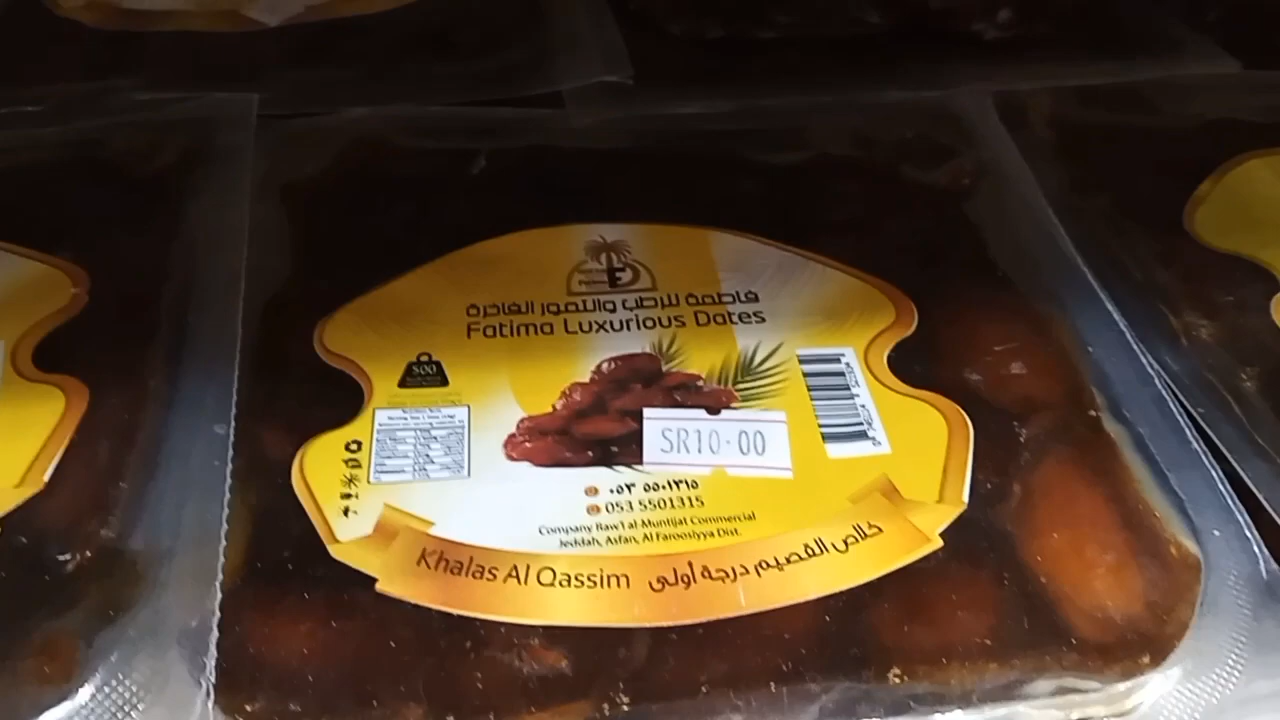 F
فاطمة للرطب والتمور الفاخرة
Fatima Luxurious Dates
500
SR10.00
٠٥٣ ٥٥٠١٣١٥
053 5501315
Company Raw'l al-Muntijat Commercial
Jeddah, Asfan, Al Faroosiyya Dist.
Khalas Al Qassim خلاص القصيم درجة أولى